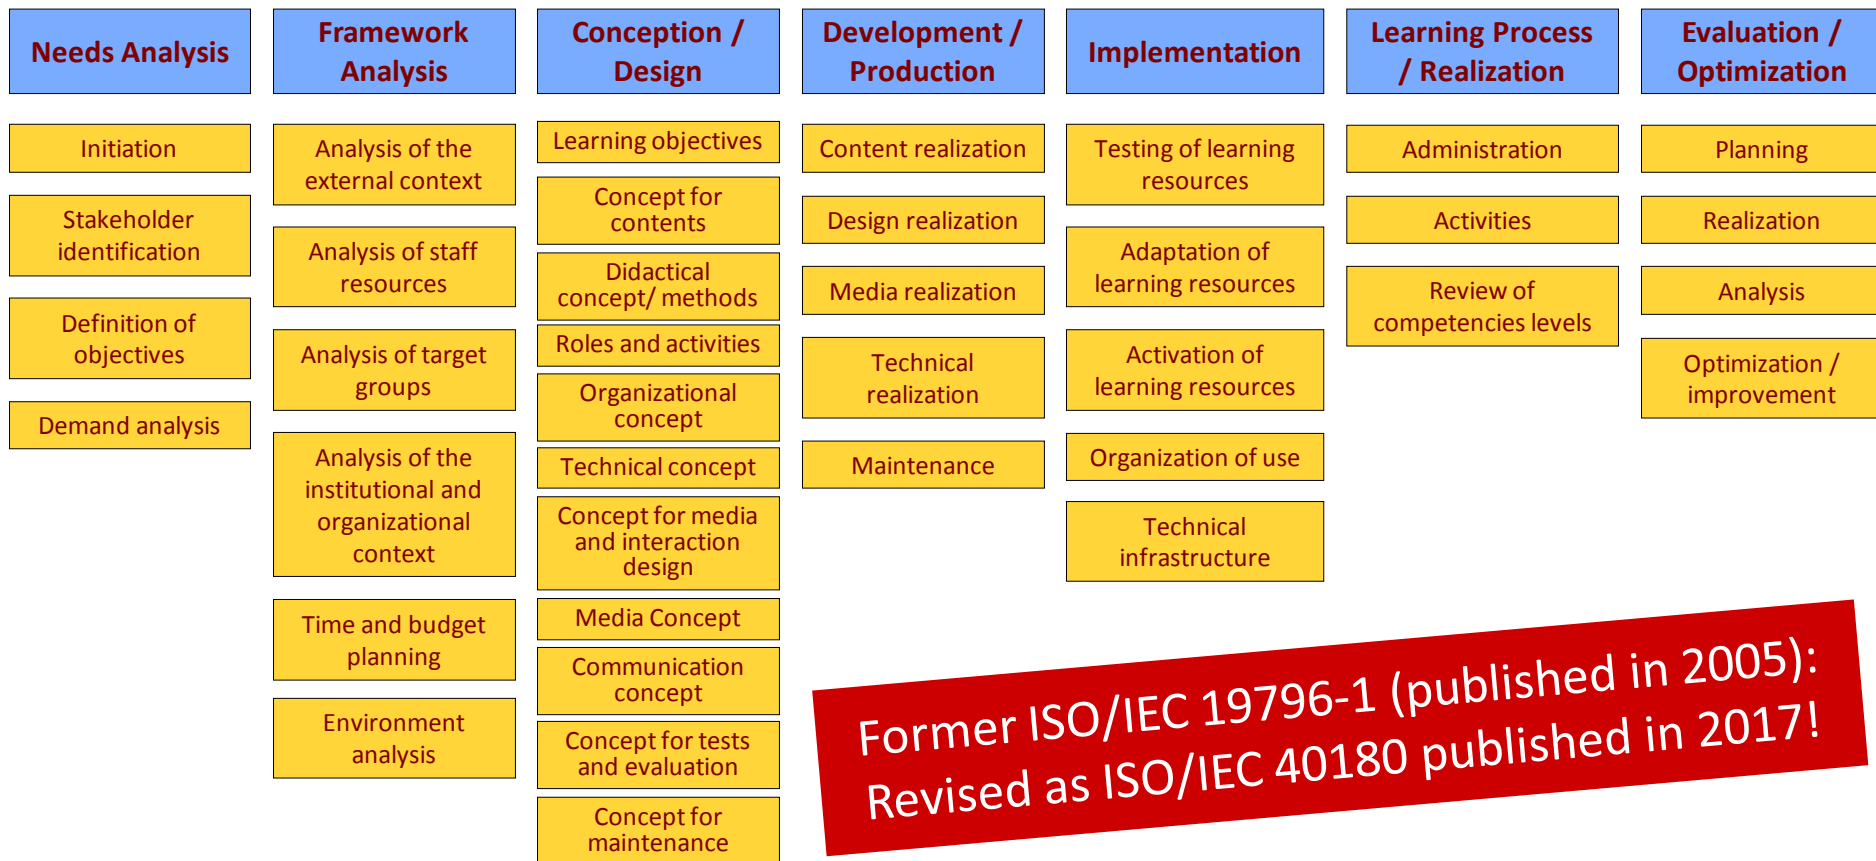 Needs Analysis
Framework
Analysis
Conception /
Design
Development /
Production
Implementation
Learning Process
/ Realization
Evaluation /
Optimization
Initiation
Stakeholder
identification
Definition of
objectives
Demand analysis
Analysis of the
external context
Analysis of staff
resources
Analysis of target
groups
Analysis of the
institutional and
organizational
context
Time and budget
planning
Environment
analysis
Learning objectives
Concept for
contents
Didactical
concept/ methods
Roles and activities
Organizational
concept
Technical concept
Concept for media
and interaction
design
Media Concept
Communication
concept
Concept for tests
and evaluation
Concept for
maintenance
Content realization
Design realization
Media realization
Technical
realization
Maintenance
Testing of learning
resources
Adaptation of
learning resources
Activation of
learning resources
Organization of use
Technical
infrastructure
Administration
Activities
Review of
competencies levels
Planning
Realization
Analysis
Optimization /
improvement
Former ISO/IEC 19796-1 (published in 2005):
Revised as ISO/IEC 40180 published in 2017!